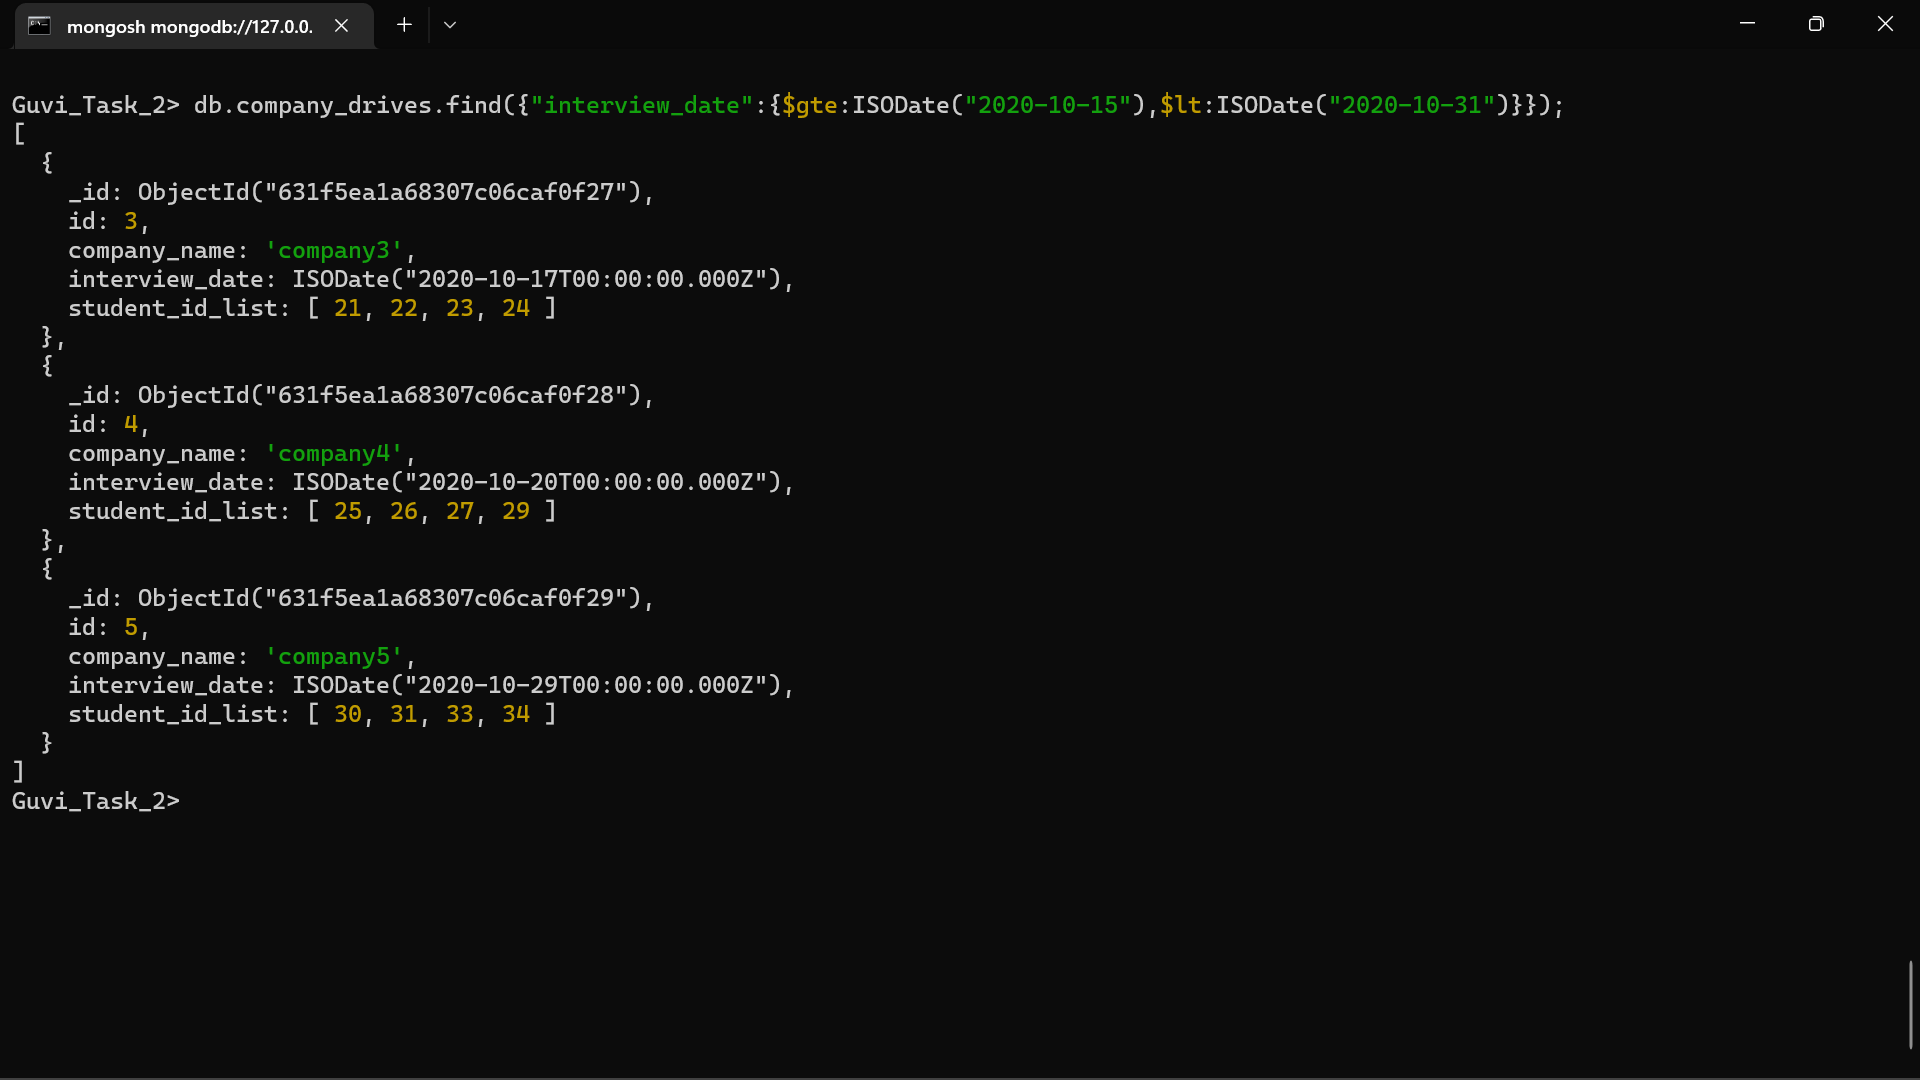 mongosh mongodb://127.0.0.
Guvi_Task_2> db.company_drives.find({"interview_date":{$gte:ISODate("2020-10-15"),$lt:ISODate("2020-10-31")}});
[
  {
    _id: ObjectId("631f5ea1a68307c06caf0f27"),
    id: 3,
    company_name: 'company3',
    interview_date: ISODate("2020-10-17T00:00:00.000Z"),
    student_id_list: [ 21, 22, 23, 24 ]
  },
  {
    _id: ObjectId("631f5ea1a68307c06caf0f28"),
    id: 4,
    company_name: 'company4',
    interview_date: ISODate("2020-10-20T00:00:00.000Z"),
    student_id_list: [ 25, 26, 27, 29 ]
  },
  {
    _id: ObjectId("631f5ea1a68307c06caf0f29"),
    id: 5,
    company_name: 'company5',
    interview_date: ISODate("2020-10-29T00:00:00.000Z"),
    student_id_list: [ 30, 31, 33, 34 ]
  }
]
Guvi_Task_2>